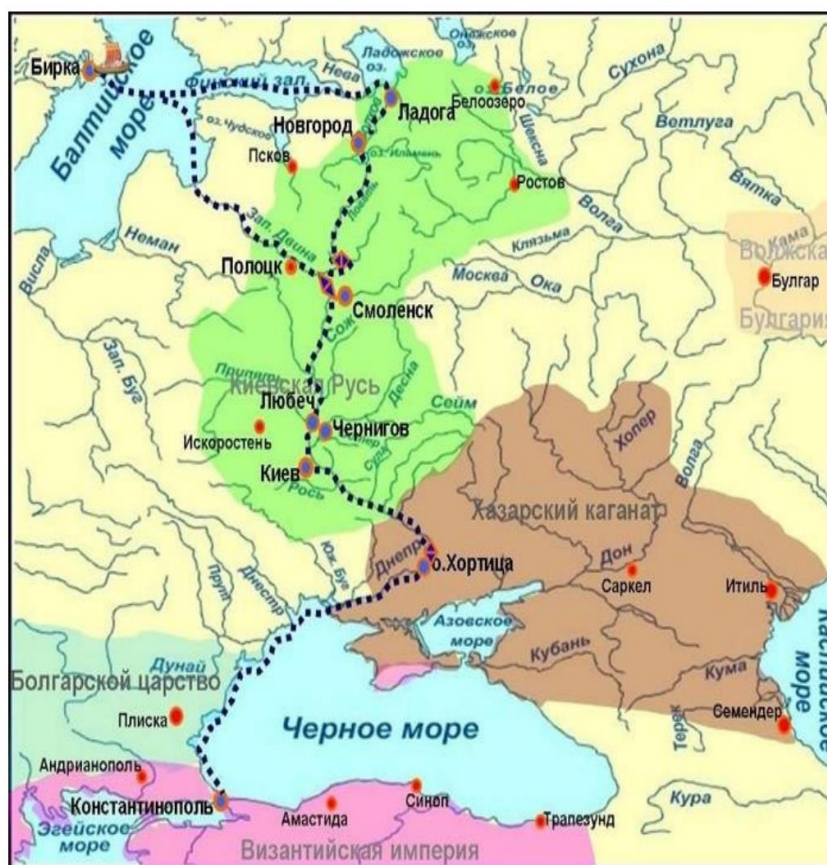 Онежское
оз.
Ладожское
оз.
Сухона
Бирка
Балтийское
море
Финский зал.
Нева
оз. Белое
Белоозеро
Ладога
Новгород
оз. Чудское
Псков
оз. Ильмень
Шексна
Ветлуга
Ростов
Вятка
Ловать
Волга
Кама
Клязьма
Волжска
Зап. Двина
Неман
Висла
Полоцк
Москва
Ока
Булгар
Смоленск
Булгария
Сож
Зап. Буг
Припять
Киевская Русь
Десна
Сейм
Любеч
Чернигов
Искоростень
Сула
Хопер
Волга
Киев
Рось
Хазарский каганат
Днепр
Юж. Буг
о.Хортица
Дон
Саркел
Итиль
Прут
Днестр
Азовское
море
Кубань
Кума
Каспийское
море
Дунай
Болгарской царство
Плиска
Черное море
Терек
Семендер
Андрианополь
Константинополь
Синоп
Амастида
Трапезунд
Кура
Эгейское
море
Византийская империя